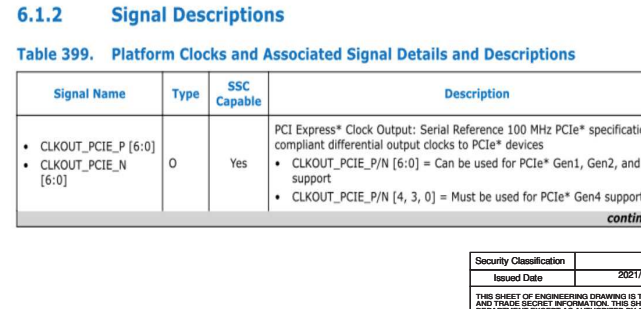 6.1.2 Signal Descriptions
Table 399. Platform Clocks and Associated Signal Details and Descriptions
Signal Name Type SSC Capable Description
• CLKOUT_PCIE_P [6:0]
• CLKOUT_PCIE_N [6:0]
O
Yes
PCI Express* Clock Output: Serial Reference 100 MHz PCIe* specificati
compliant differential output clocks to PCIe* devices
• CLKOUT_PCIE_P/N [6:0] = Can be used for PCIe* Gen1, Gen2, and
support
• CLKOUT_PCIE_P/N [4, 3, 0] = Must be used for PCIe* Gen4 support
contin
Security Classification
Issued Date 2021/
THIS SHEET OF ENGINEERING DRAWING IS T
AND TRADE SECRET INFORMATION. THIS SH